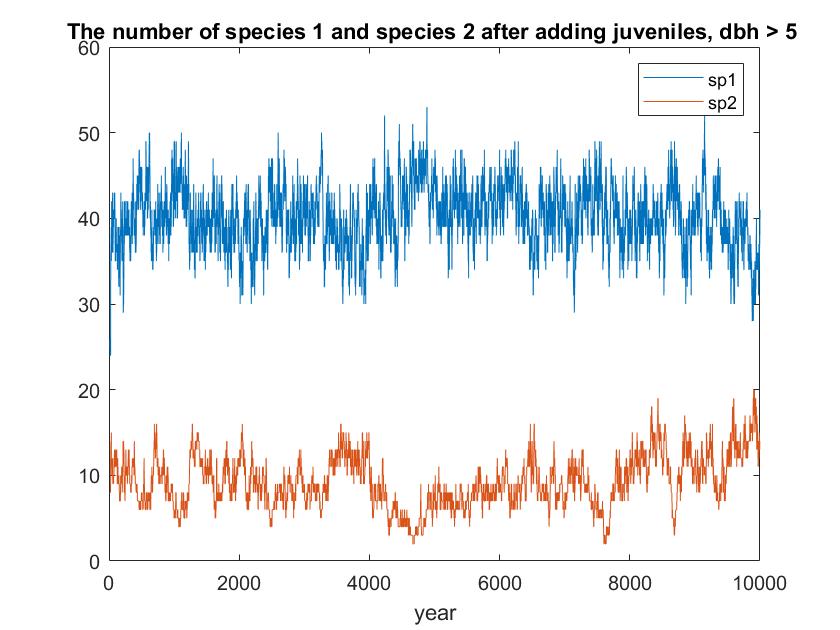 The number of species 1 and species 2 after adding juveniles, dbh > 5
60
50
40
30
20
10
0
sp1
sp2
0 2000 4000 6000 8000 10000
year